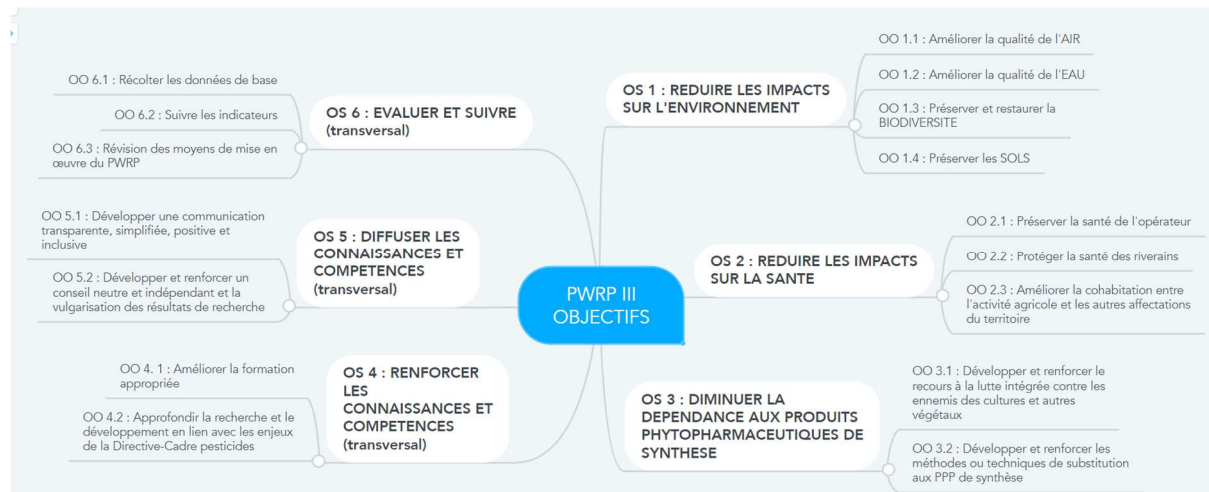 PWRP III
OBJECTIFS
OS 1 : REDUIRE LES IMPACTS
SUR L'ENVIRONNEMENT
OO 1.1 : Améliorer la qualité de l'AIR
OO 1.2 : Améliorer la qualité de l'EAU
OO 1.3 : Préserver et restaurer la
BIODIVERSITE
OO 1.4 : Préserver les SOLS
OS 2 : REDUIRE LES IMPACTS
SUR LA SANTE
OO 2.1 : Préserver la santé de l'opérateur
OO 2.2 : Protéger la santé des riverains
OO 2.3 : Améliorer la cohabitation entre
l'activité agricole et les autres affectations
du territoire
OS 3 : DIMINUER LA
DEPENDANCE AUX PRODUITS
PHYTOPHARMACEUTIQUES DE
SYNTHESE
OO 3.1 : Développer et renforcer le
recours à la lutte intégrée contre les
ennemis des cultures et autres
végétaux
OO 3.2 : Développer et renforcer les
méthodes ou techniques de substitution
aux PPP de synthèse
OS 4 : RENFORCER
LES
CONNAISSANCES ET
COMPETENCES
(transversal)
OO 4. 1 : Améliorer la formation
appropriée
OO 4.2 : Approfondir la recherche et le
développement en lien avec les enjeux
de la Directive-Cadre pesticides
OS 5 : DIFFUSER LES
CONNAISSANCES ET
COMPETENCES
(transversal)
OO 5.1 : Développer une communication
transparente, simplifiée, positive et
inclusive
OO 5.2 : Développer et renforcer un
conseil neutre et indépendant et la
vulgarisation des résultats de recherche
OS 6 : EVALUER ET SUIVRE
(transversal)
OO 6.1 : Récolter les données de base
OO 6.2 : Suivre les indicateurs
OO 6.3 : Révision des moyens de mise en
œuvre du PWRP